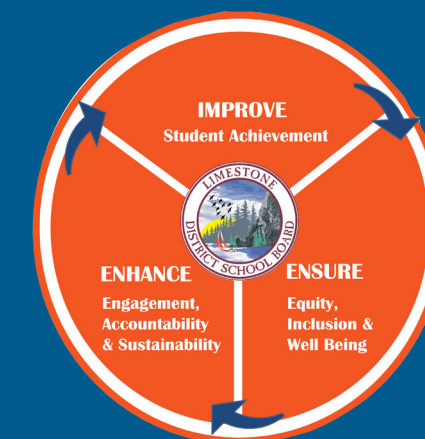 IMPROVE
Student Achievement
LIMESTONE
DISTRICT SCHOOL BOARD
ENHANCE
Engagement,
Accountability
& Sustainability
ENSURE
Equity,
Inclusion &
Well Being